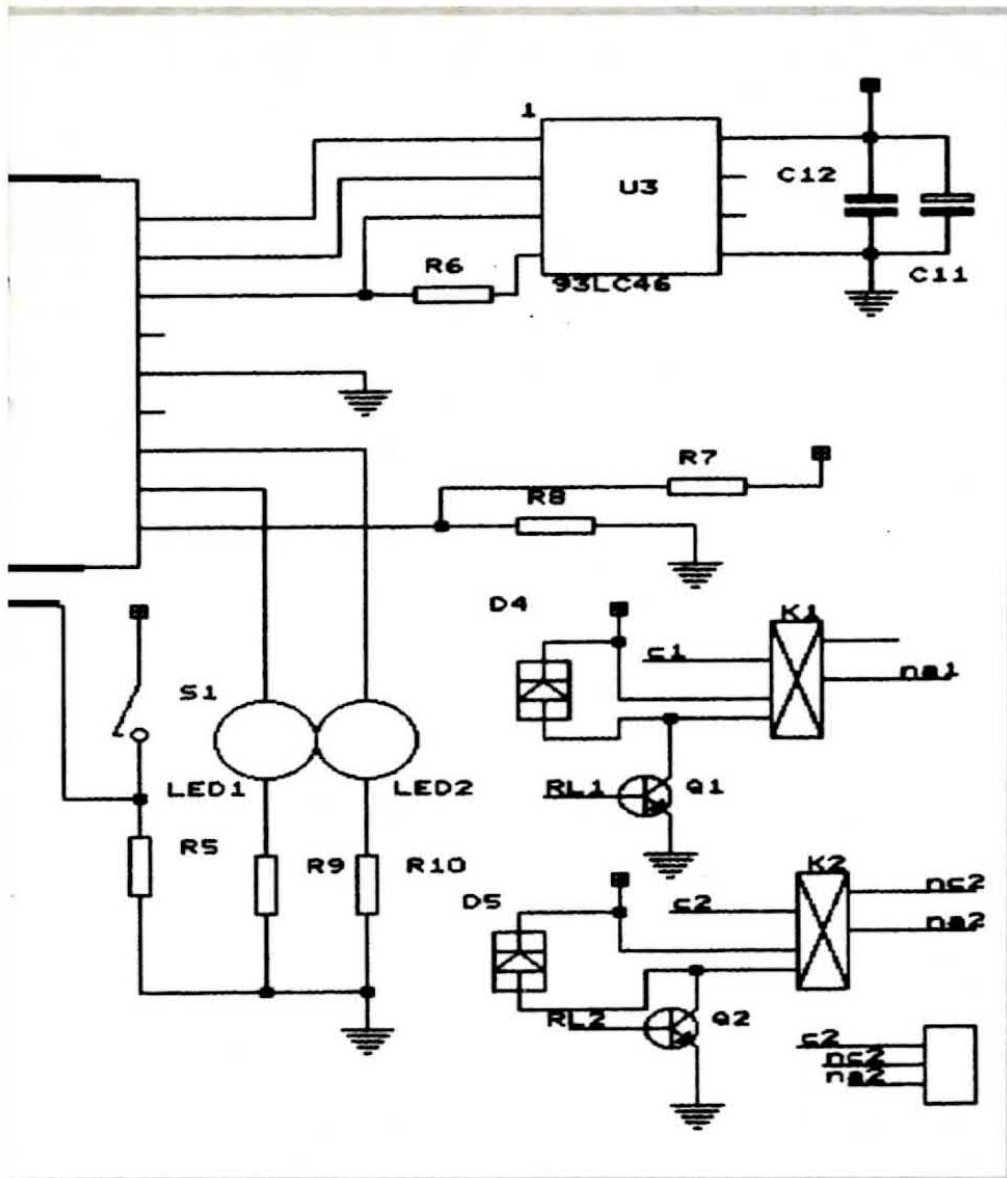 1
U3
C12
R6
93LC46
C11
R7
R8
D4
K1
c1
na1
S1
LED1
LED2
RL1
Q1
R5
R9
R10
K2
D5
c2
nc2
na2
RL2
Q2
c2
nc2
na2